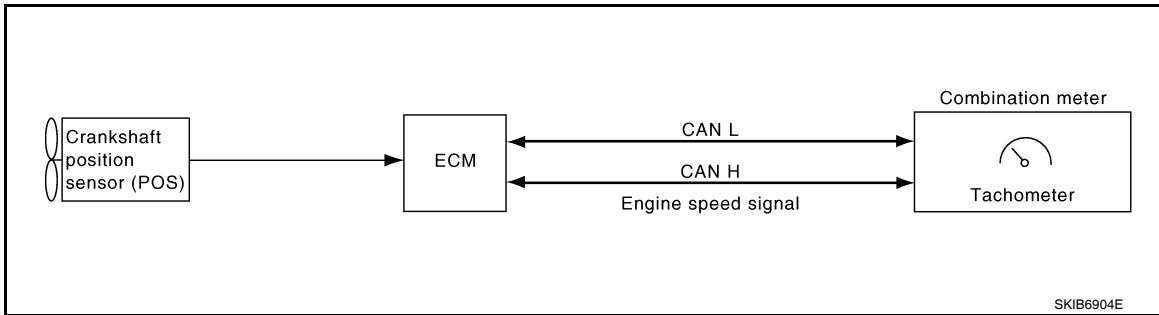 Crankshaft
position
sensor (POS)
ECM
CAN L
CAN H
Engine speed signal
Combination meter
Tachometer
SKIB6904E